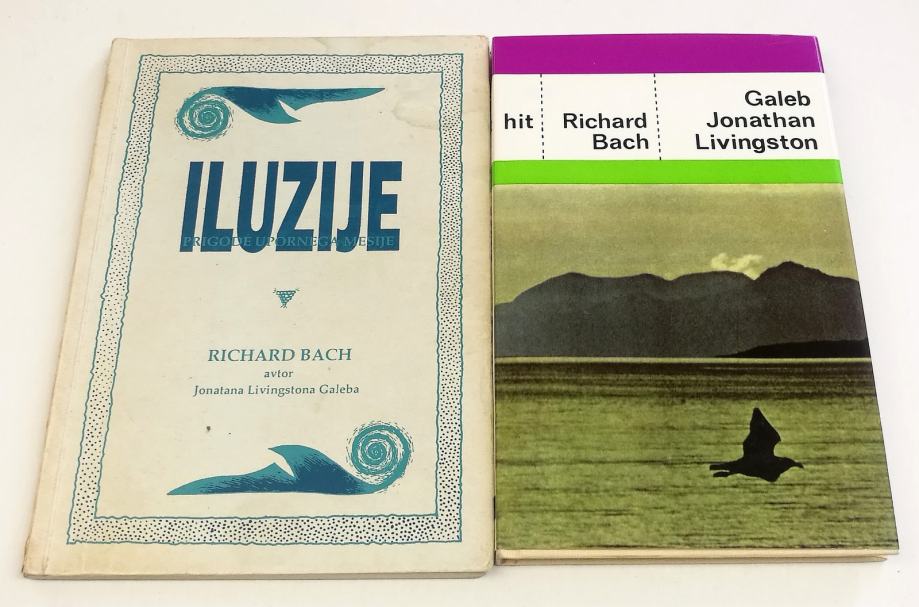 ILUZIJE
PRIGODE UPORNEGA MESIJE
RICHARD BACH
avtor
Jonatana Livingstona Galeba
hit
Richard
Bach
Galeb
Jonathan
Livingston